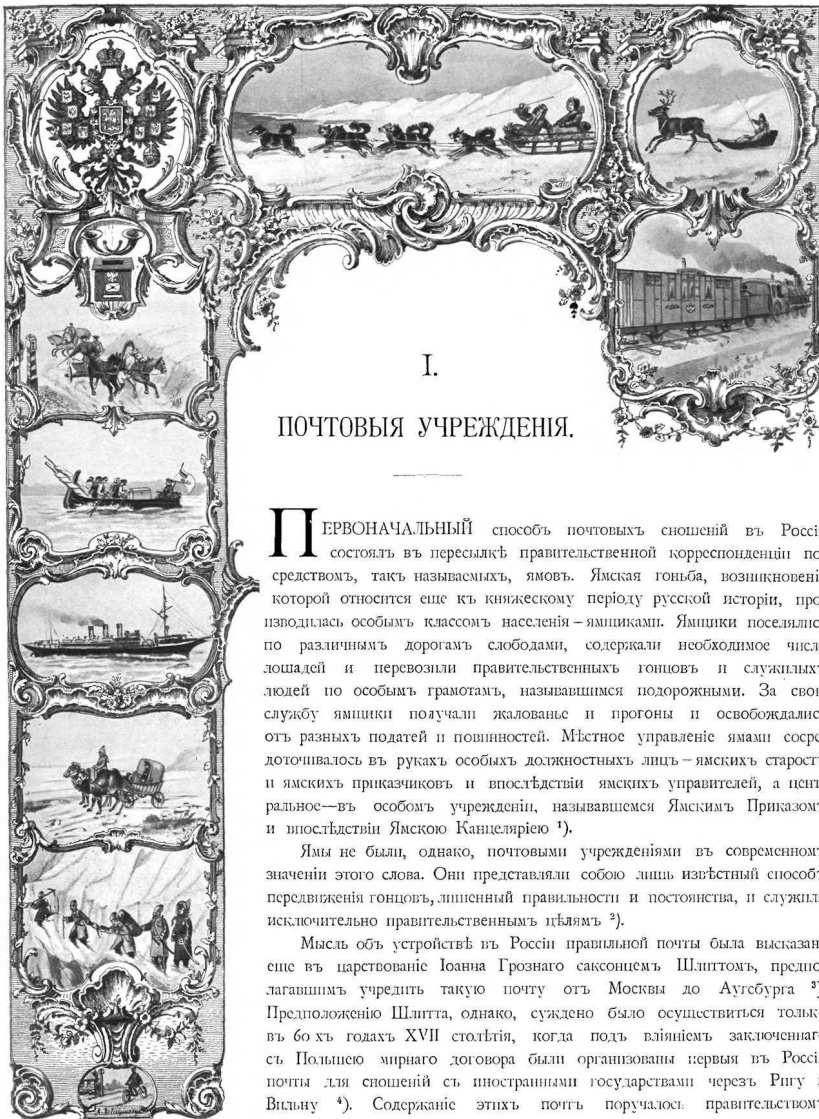 I.
ПОЧТОВЫЯ УЧРЕЖДЕНІЯ.
ПЕРВОНАЧАЛЬНЫЙ способъ почтовыхъ сношеній въ Россі
состоялъ въ пересылкѣ правительственной корреспонденціи по
средствомъ, такъ называемыхъ, ямовъ. Ямская гоньба, возникновені
которой относится еще къ княжескому періоду русской исторіи, про
изводилась особымъ классомъ населенія – ямщиками. Ямщики поселялис
по различнымъ дорогамъ слободами, содержали необходимое числ
лошадей и перевозили правительственныхъ гонцовъ и служилых
людей по особымъ грамотамъ, называвшимся подорожными. За сво
службу ямщики получали жалованье и прогоны и освобождалис
отъ разныхъ податей и повинностей. Мѣстное управленіе ямами соср
доточивалось въ рукахъ особыхъ должностныхъ лицъ – ямскихъ старост
и ямскихъ приказчиковъ и впослѣдствіи ямскихъ управителей, а цент
ральное—въ особомъ учрежденіи, называвшемся Ямскимъ Приказом
и впослѣдствіи Ямскою Канцеляріею ¹).
Ямы не были, однако, почтовыми учрежденіями въ современном
значеніи этого слова. Они представляли собою лишь извѣстный способ
передвиженія гонцовъ, лишенный правильности и постоянства, и служил
исключительно правительственнымъ цѣлямъ ²).
Мысль объ устройствѣ въ Россіи правильной почты была высказан
еще въ царствованіе Іоанна Грознаго саксонцемъ Шлиттомъ, предпо
лагавшимъ учредить такую почту отъ Москвы до Аугсбурга ³)
Предположенію Шлитта, однако, суждено было осуществиться тольк
въ 60 хъ годахъ XVII столѣтія, когда подъ вліяніемъ заключеннаг
съ Польшею мирнаго договора были организованы первыя въ Россі
почты для сношеній съ иностранными государствами черезъ Ригу
Вильну ⁴). Содержаніе этихъ почтъ поручалось правительством